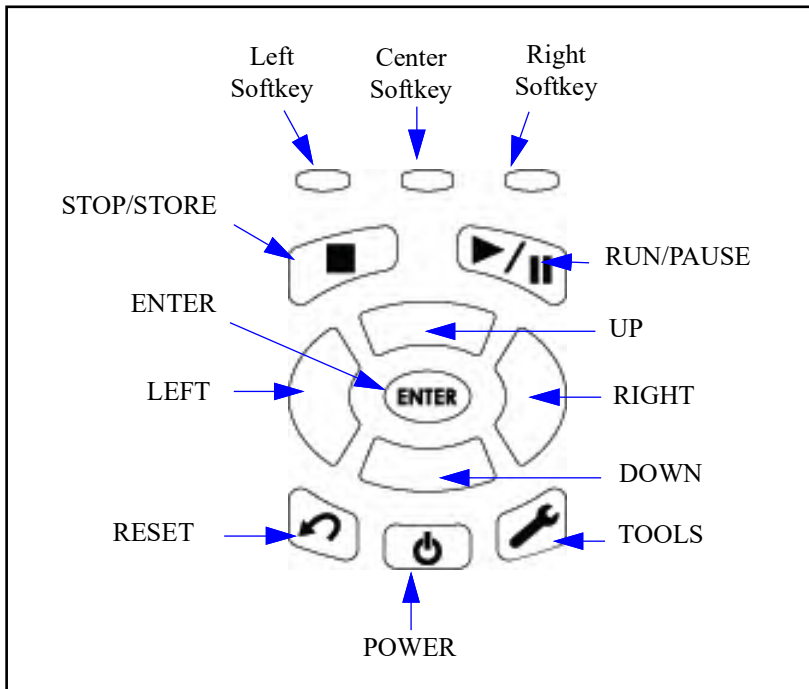 Left
Softkey
Center
Softkey
Right
Softkey
STOP/STORE
RUN/PAUSE
ENTER
UP
LEFT
ENTER
RIGHT
DOWN
RESET
TOOLS
POWER